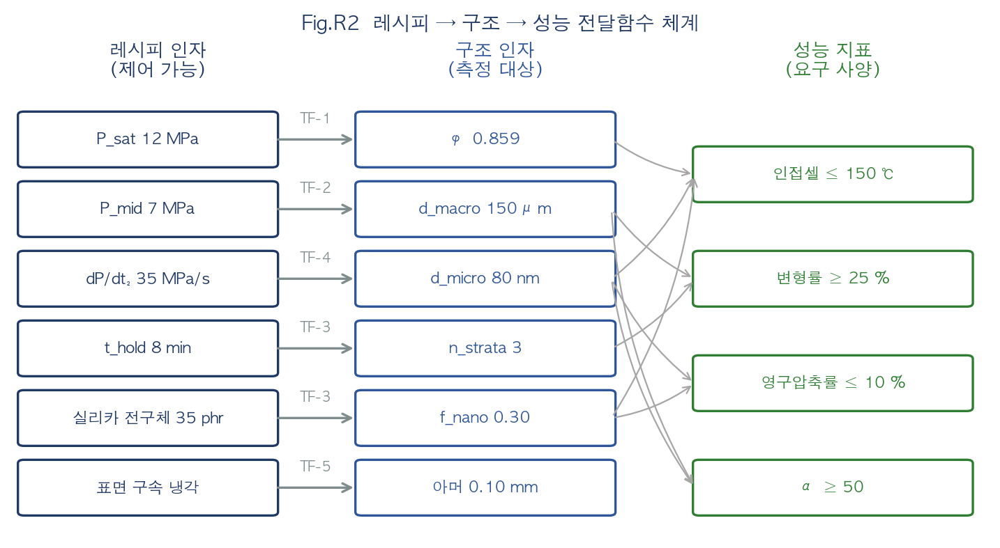 Fig.R2 레시피 → 구조 → 성능 전달함수 체계
레시피 인자
(제어 가능)
구조 인자
(측정 대상)
성능 지표
(요구 사양)
P_sat 12 MPa
TF-1
φ 0.859
P_mid 7 MPa
TF-2
d_macro 150 μm
dP/dt₂ 35 MPa/s
TF-4
d_micro 80 nm
t_hold 8 min
TF-3
n_strata 3
실리카 전구체 35 phr
TF-3
f_nano 0.30
표면 구속 냉각
TF-5
아머 0.10 mm
인접셀 ≤ 150 ℃
변형률 ≥ 25 %
영구압축률 ≤ 10 %
α ≥ 50